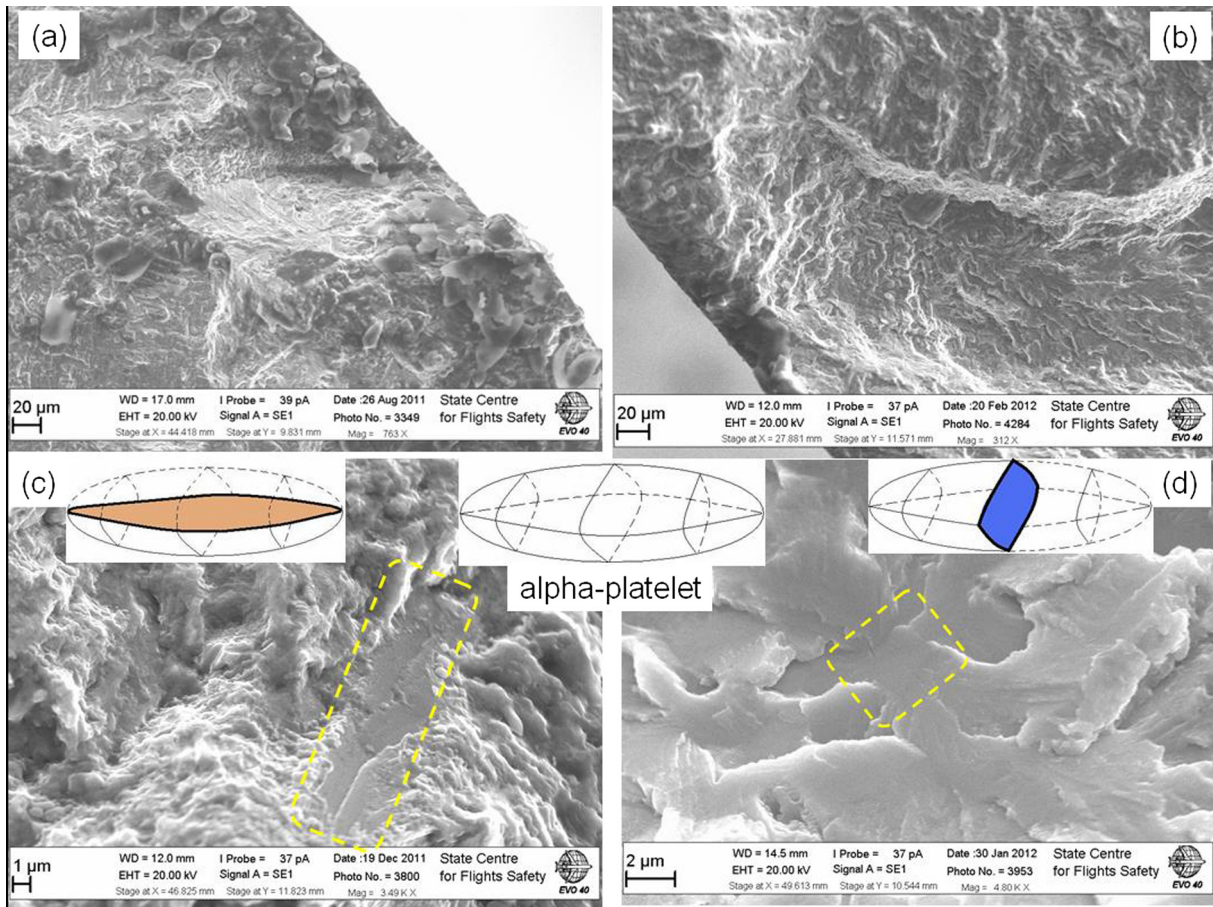 (a)
(b)
20 µm
WD = 17.0 mm I Probe = 39 pA Date :26 Aug 2011 State Centre
EHT = 20.00 kV Signal A = SE1 Photo No. = 3349 for Flights Safety
Stage at X = 44.418 mm Stage at Y = 9.831 mm Mag = 763 X
EVO 40
20 µm
WD = 12.0 mm I Probe = 37 pA Date :20 Feb 2012 State Centre
EHT = 20.00 kV Signal A = SE1 Photo No. = 4284 for Flights Safety
Stage at X = 27.881 mm Stage at Y = 11.571 mm Mag = 312 X
EVO 40
(c)
(d)
alpha-platelet
1 µm
WD = 12.0 mm I Probe = 37 pA Date :19 Dec 2011 State Centre
EHT = 20.00 kV Signal A = SE1 Photo No. = 3800 for Flights Safety
Stage at X = 46.825 mm Stage at Y = 11.823 mm Mag = 3.49 K X
EVO 40
2 µm
WD = 14.5 mm I Probe = 37 pA Date :30 Jan 2012 State Centre
EHT = 20.00 kV Signal A = SE1 Photo No. = 3953 for Flights Safety
Stage at X = 49.613 mm Stage at Y = 10.544 mm Mag = 4.80 K X
EVO 40